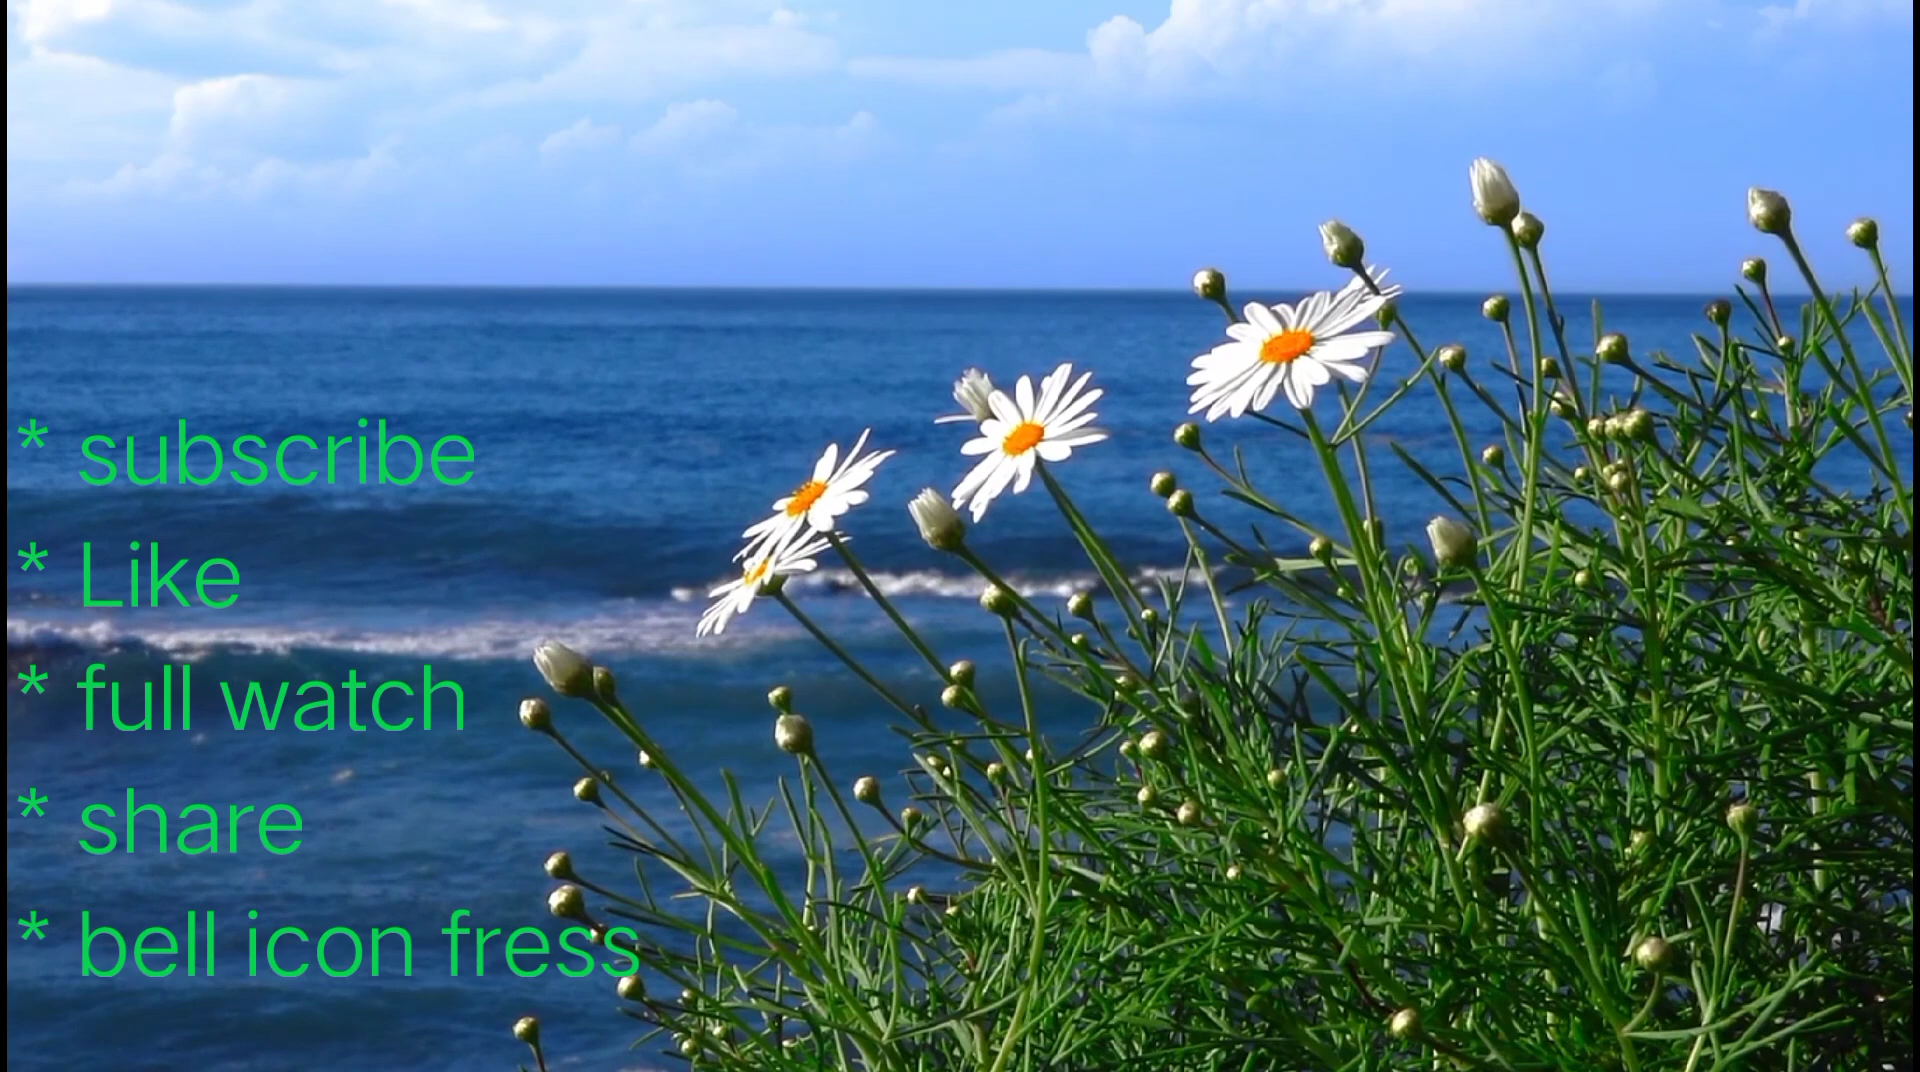 * subscribe
* Like
* full watch
* share
* bell icon fress